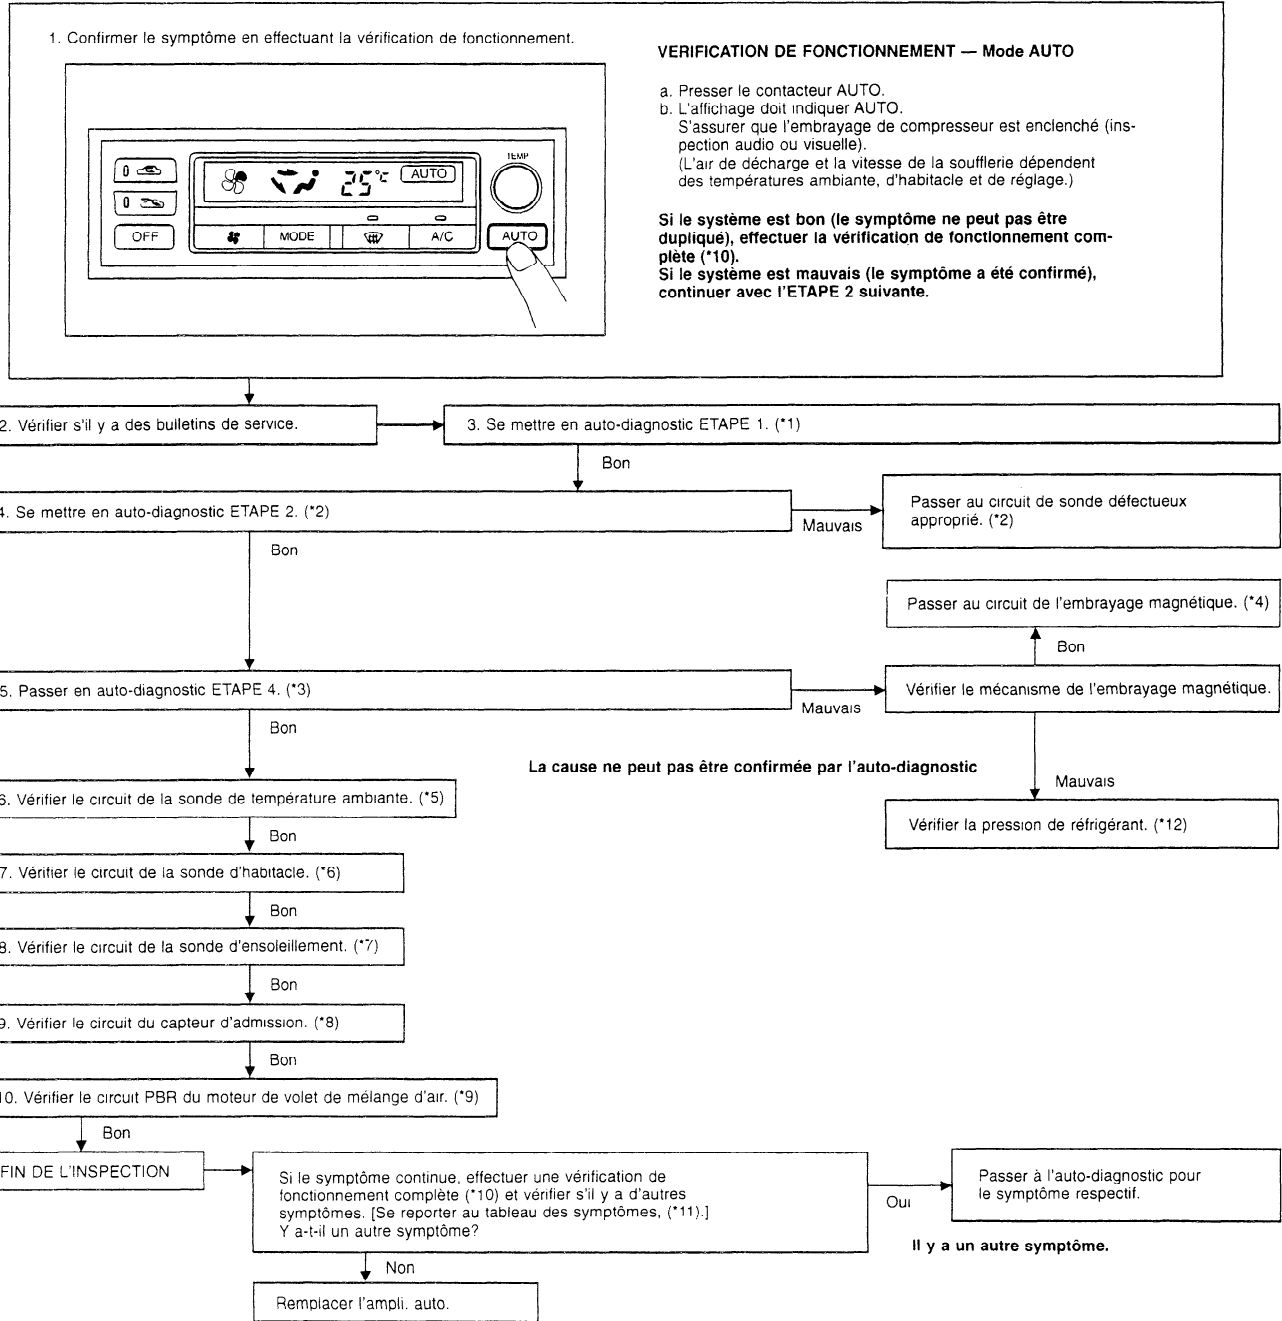 1. Confirmer le symptôme en effectuant la vérification de fonctionnement.
TEMP
25°C
AUTO
OFF
MODE
A/C
AUTO
VERIFICATION DE FONCTIONNEMENT — Mode AUTO
a. Presser le contacteur AUTO.
b. L'affichage doit indiquer AUTO.
S'assurer que l'embrayage de compresseur est enclenché (ins-
pection audio ou visuelle).
(L'air de décharge et la vitesse de la soufflerie dépendent
des températures ambiante, d'habitacle et de réglage.)
Si le système est bon (le symptôme ne peut pas être
dupliqué), effectuer la vérification de fonctionnement com-
plète (*10).
Si le système est mauvais (le symptôme a été confirmé),
continuer avec l'ETAPE 2 suivante.
2. Vérifier s'il y a des bulletins de service.
3. Se mettre en auto-diagnostic ETAPE 1. (*1)
Bon
4. Se mettre en auto-diagnostic ETAPE 2. (*2)
Mauvais
Passer au circuit de sonde défectueux
approprié. (*2)
Bon
Passer au circuit de l'embrayage magnétique. (*4)
Bon
5. Passer en auto-diagnostic ETAPE 4. (*3)
Mauvais
Vérifier le mécanisme de l'embrayage magnétique.
Bon
La cause ne peut pas être confirmée par l'auto-diagnostic
Mauvais
6. Vérifier le circuit de la sonde de température ambiante. (*5)
Vérifier la pression de réfrigérant. (*12)
Bon
7. Vérifier le circuit de la sonde d'habitacle. (*6)
Bon
8. Vérifier le circuit de la sonde d'ensoleillement. (*7)
Bon
9. Vérifier le circuit du capteur d'admission. (*8)
Bon
10. Vérifier le circuit PBR du moteur de volet de mélange d'air. (*9)
Bon
FIN DE L'INSPECTION
Si le symptôme continue, effectuer une vérification de
fonctionnement complète (*10) et vérifier s'il y a d'autres
symptômes. [Se reporter au tableau des symptômes, (*11).]
Y a-t-il un autre symptôme?
Oui
Passer à l'auto-diagnostic pour
le symptôme respectif.
Il y a un autre symptôme.
Non
Remplacer l'ampli. auto.